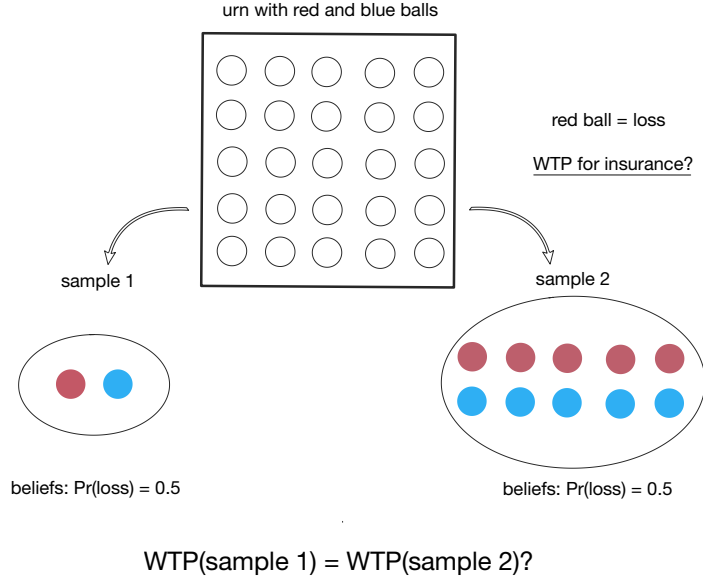 urn with red and blue balls
red ball = loss
WTP for insurance?
sample 1
sample 2
beliefs: Pr(loss) = 0.5
beliefs: Pr(loss) = 0.5
WTP(sample 1) = WTP(sample 2)?